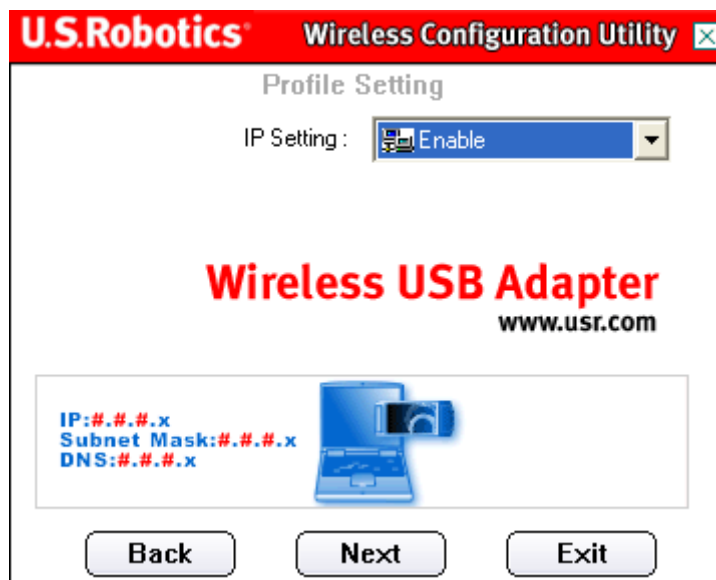 U.S.Robotics® Wireless Configuration Utility
Profile Setting
IP Setting : Enable
Wireless USB Adapter
www.usr.com
IP:#.#.#.x
Subnet Mask:#.#.#.x
DNS:#.#.#.x
Back Next Exit